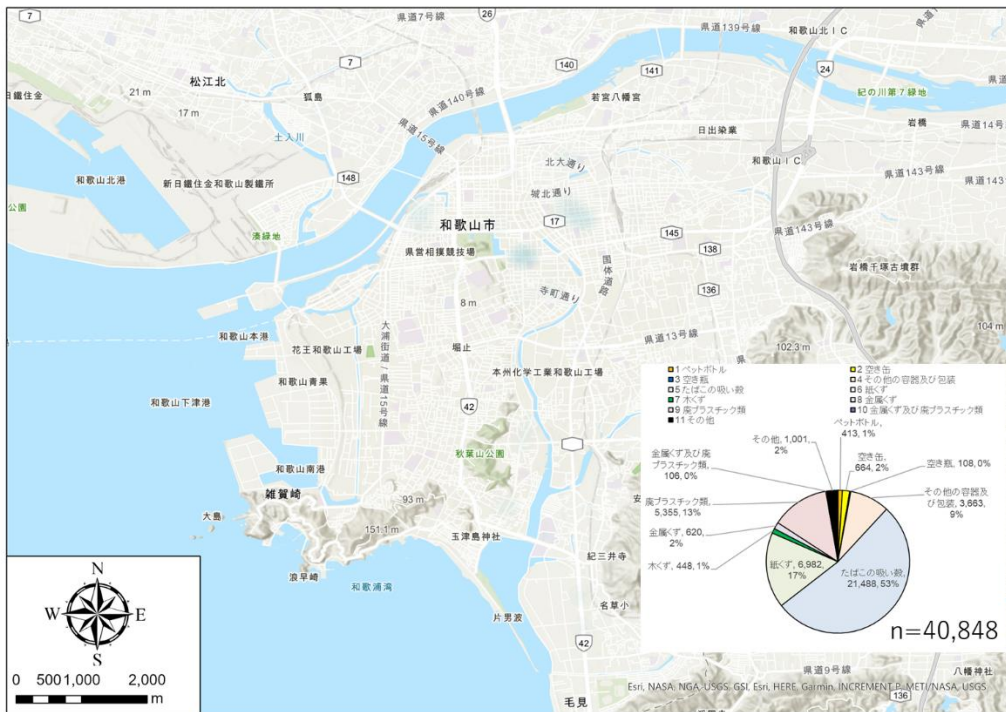 7
県道7号線
26
県道139号線
和歌山北IC
松江北
7
140
141
24
日鐵住金
21 m
狐島
若宮八幡宮
紀の川第7緑地
17 m
県道140号線
岩橋
土入川
県道15号線
日出染業
県道14号
和歌山北港
北大通り
和歌山IC
新日鐵住金和歌山製鐵所
148
城北通り
県道143号線
県道143号
公園
湊緑地
和歌山市
17
145
県道143号線
県営相撲競技場
138
国体道路
岩橋千塚古墳群
寺町通り
136
8 m
和歌山本港
大浦街道/県道15号線
県道13号線
104 m
花王和歌山工場
堀止
102.3 m
本州化学工業和歌山工場
和歌山青果
和歌山下津港
42
秋葉山公園
和歌山南港
雑賀崎
93 m
大島
151.1 m
玉津島神社
紀三井寺
浪早崎
和歌浦湾
名草小
片男波
42
毛見
県道9号線
八幡神社
136
1 ペットボトル
2 空き缶
3 空き瓶
4 その他の容器及び包装
5 たばこの吸い殻
6 紙くず
7 木くず
8 金属くず
9 廃プラスチック類
10 金属くず及び廃プラスチック類
11 その他
ペットボトル,
413, 1%
その他, 1,001,
2%
空き缶,
664, 2%
空き瓶, 108, 0%
金属くず及び廃
プラスチック類,
106, 0%
その他の容器及
び包装, 3,663,
9%
廃プラスチック類,
5,355, 13%
金属くず, 620,
2%
木くず, 448, 1%
紙くず, 6,982,
17%
たばこの吸い殻,
21,488, 53%
n=40,848
N
W
E
S
0 500 1,000 2,000
m
Esri, NASA, NGA, USGS, GSI, Esri, HERE, Garmin, INCREMENT P, METI/NASA, USGS